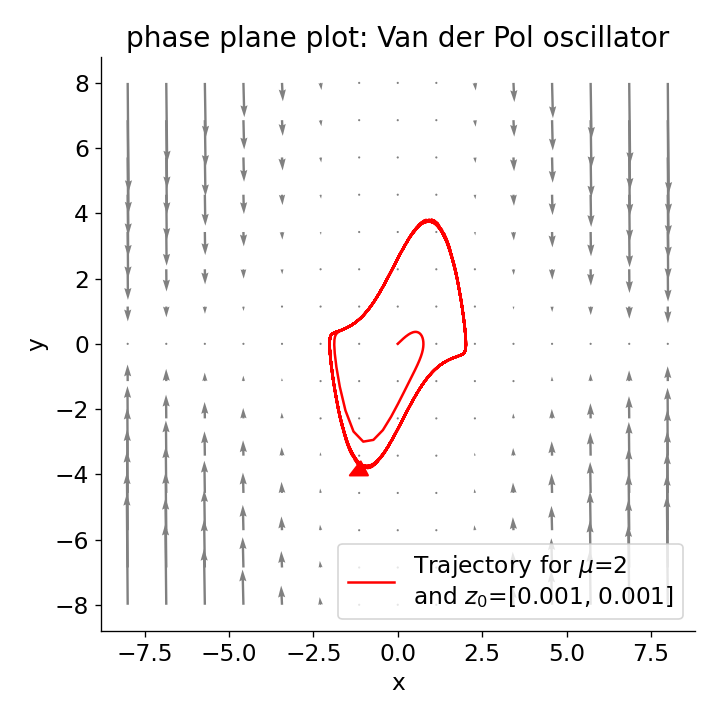 phase plane plot: Van der Pol oscillator
8
6
4
2
0
−2
−4
−6
−8
y
−7.5 −5.0 −2.5 0.0 2.5 5.0 7.5
x
Trajectory for μ=2
and z₀=[0.001, 0.001]